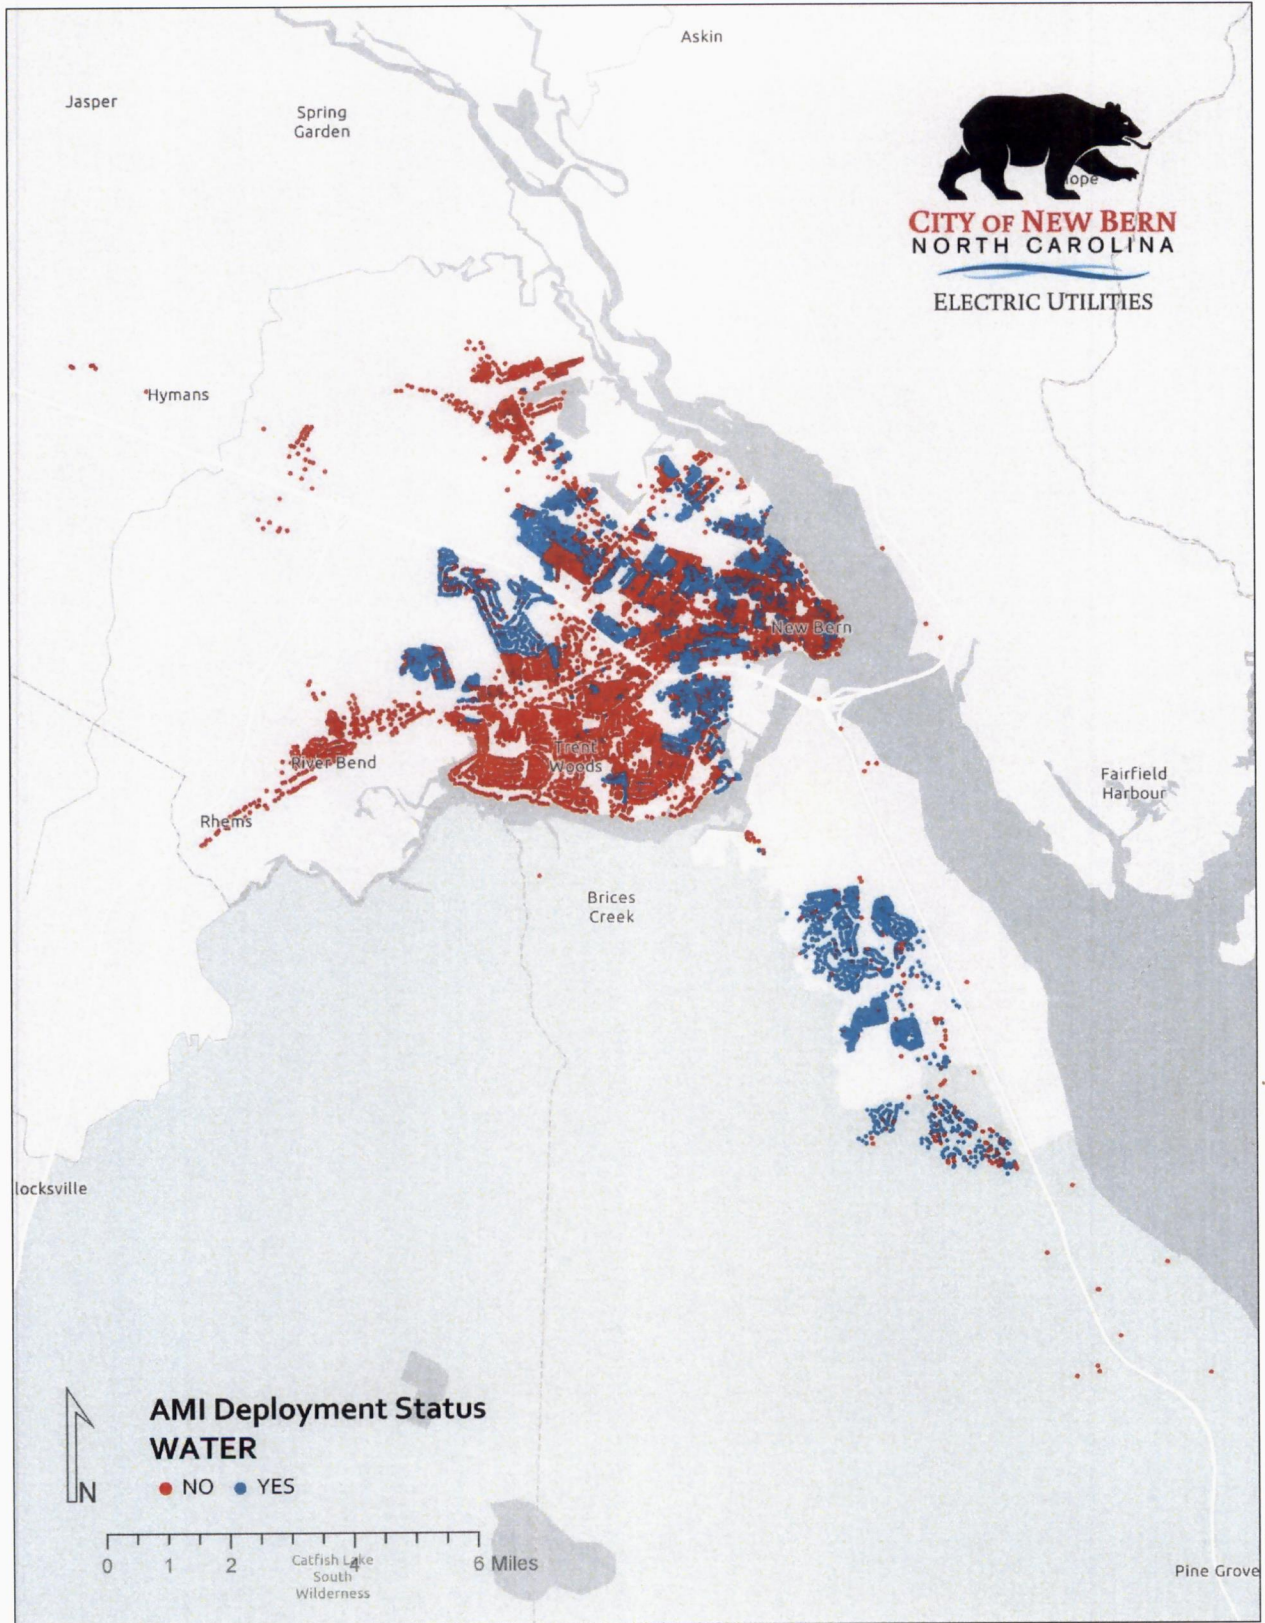 Askin
Jasper
Spring
Garden
CITY OF NEW BERN
NORTH CAROLINA
ELECTRIC UTILITIES
Hymans
New Bern
Trent
Woods
River Bend
Rhems
Fairfield
Harbour
Brices
Creek
locksville
AMI Deployment Status
WATER
NO YES
N
0 1 2 4 6 Miles
Catfish Lake
South
Wilderness
Pine Grove